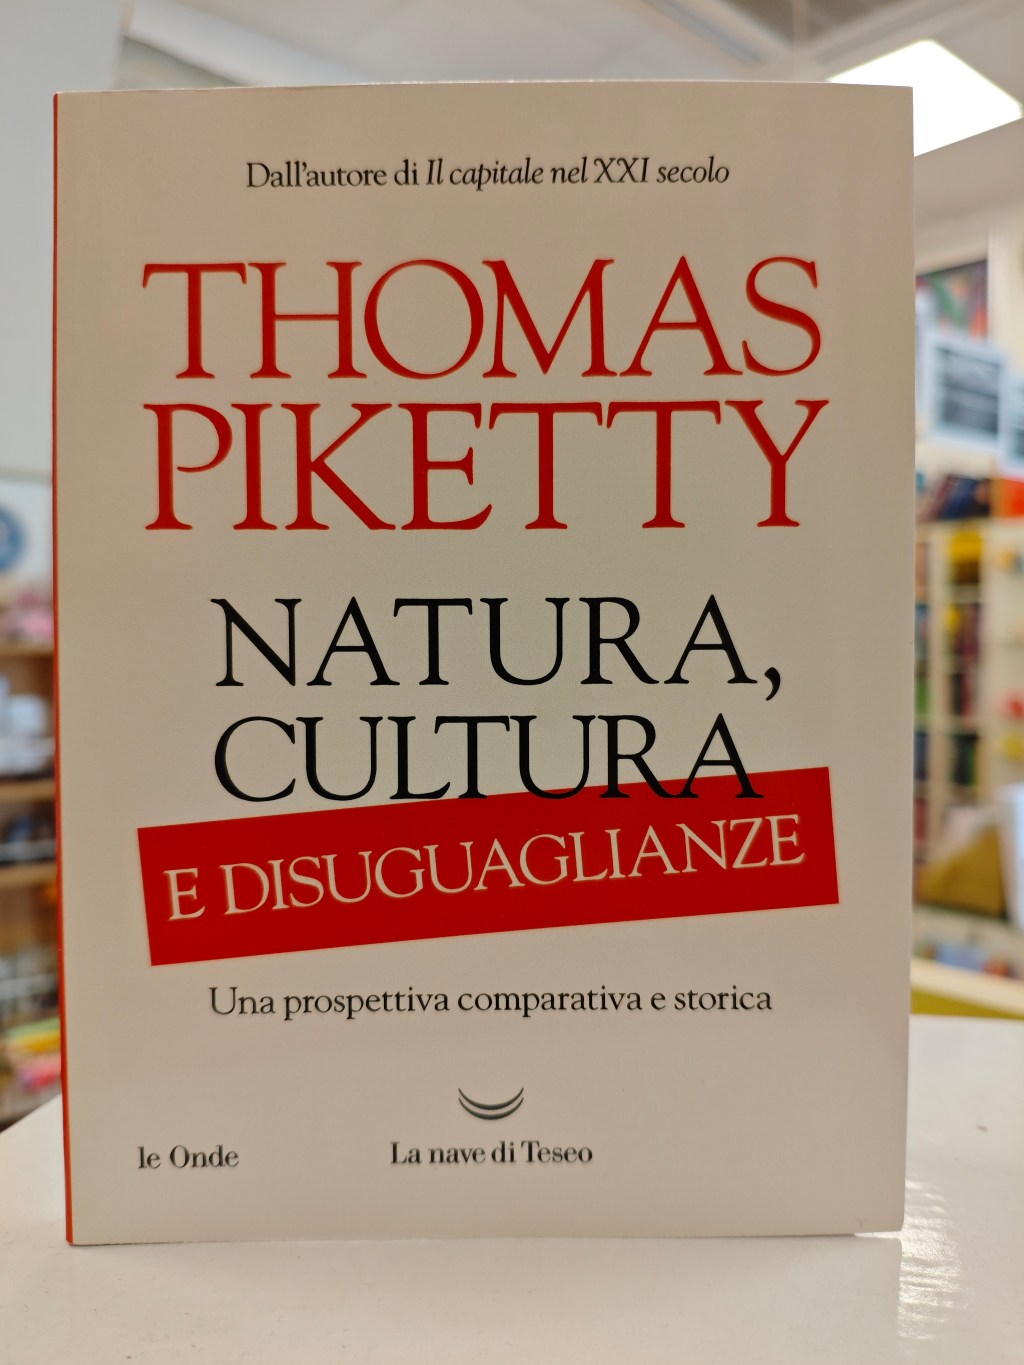 Dall'autore di Il capitale nel XXI secolo
THOMAS
PIKETTY
NATURA,
CULTURA
E DISUGUAGLIANZE
Una prospettiva comparativa e storica
le Onde
La nave di Teseo